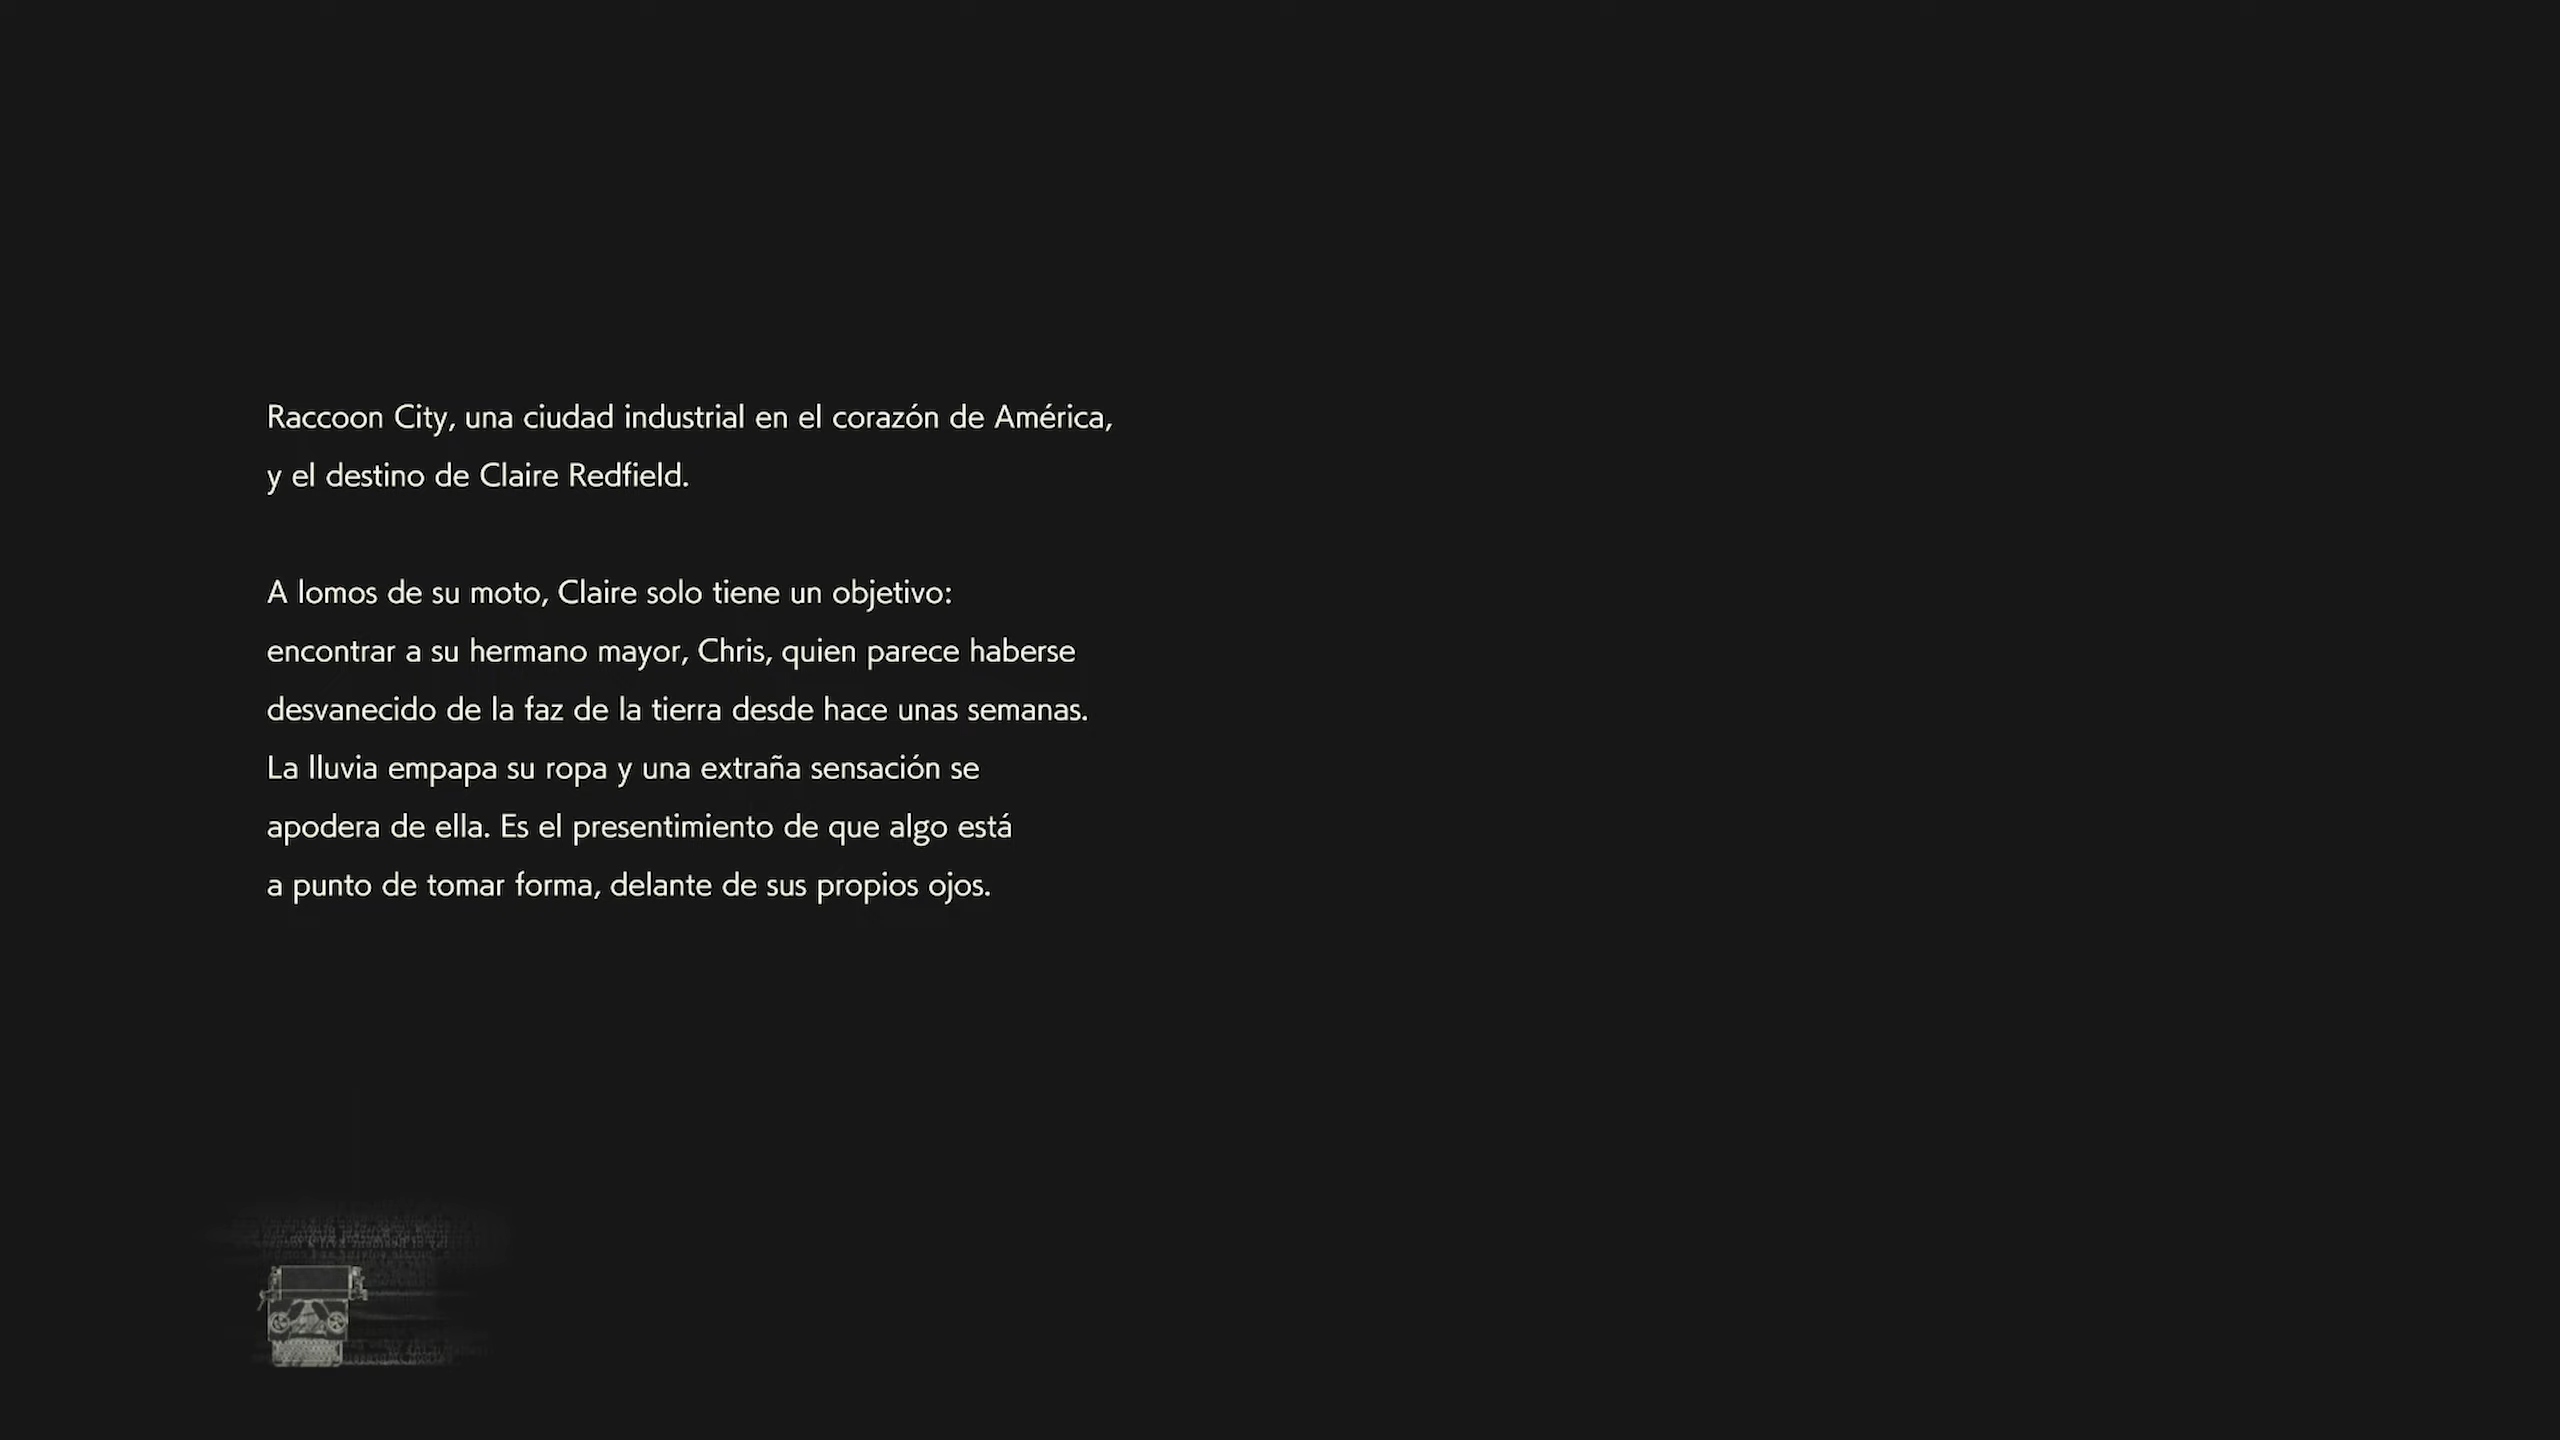 Raccoon City, una ciudad industrial en el corazón de América,
y el destino de Claire Redfield.
A lomos de su moto, Claire solo tiene un objetivo:
encontrar a su hermano mayor, Chris, quien parece haberse
desvanecido de la faz de la tierra desde hace unas semanas.
La lluvia empapa su ropa y una extraña sensación se
apodera de ella. Es el presentimiento de que algo está
a punto de tomar forma, delante de sus propios ojos.